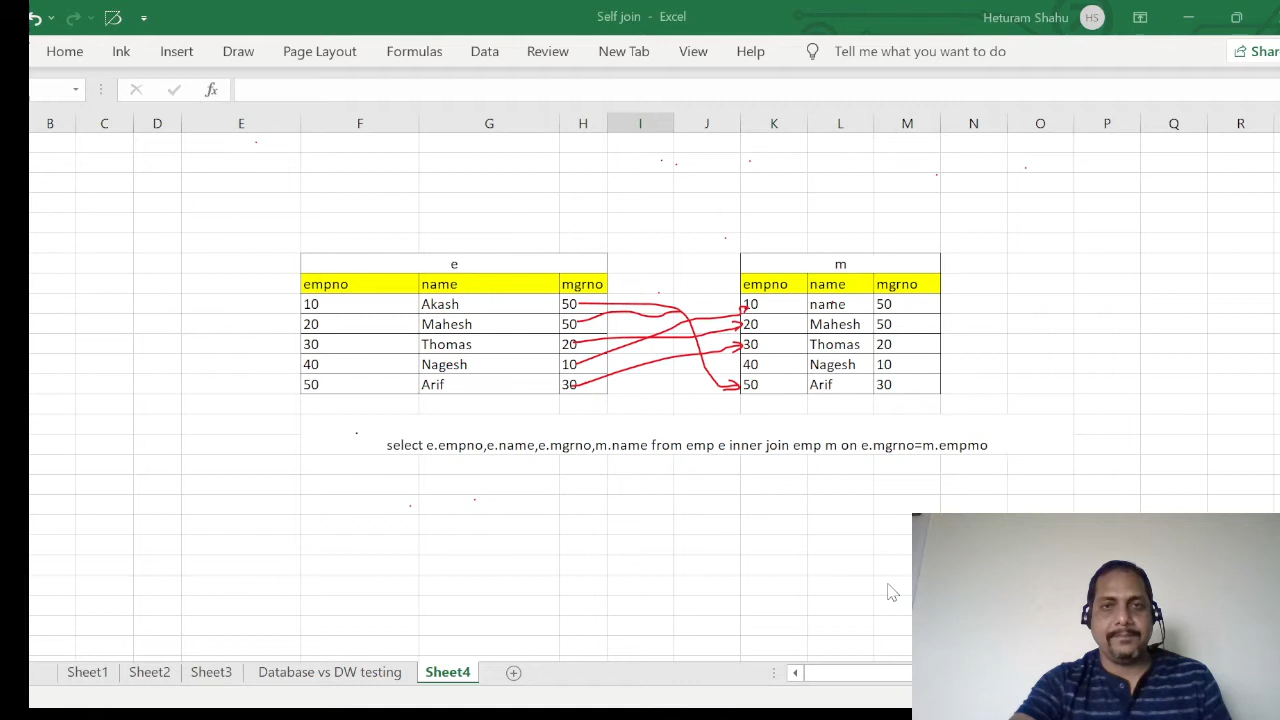 Self join - Excel
Heturam Shahu
HS
Home Ink Insert Draw Page Layout Formulas Data Review New Tab View Help Tell me what you want to do Shar
fx
B C D E F G H I J K L M N O P Q R
e
empno name mgrno
10 Akash 50
20 Mahesh 50
30 Thomas 20
40 Nagesh 10
50 Arif 30
m
empno name mgrno
10 name 50
20 Mahesh 50
30 Thomas 20
40 Nagesh 10
50 Arif 30
select e.empno,e.name,e.mgrno,m.name from emp e inner join emp m on e.mgrno=m.empmo
Sheet1 Sheet2 Sheet3 Database vs DW testing Sheet4